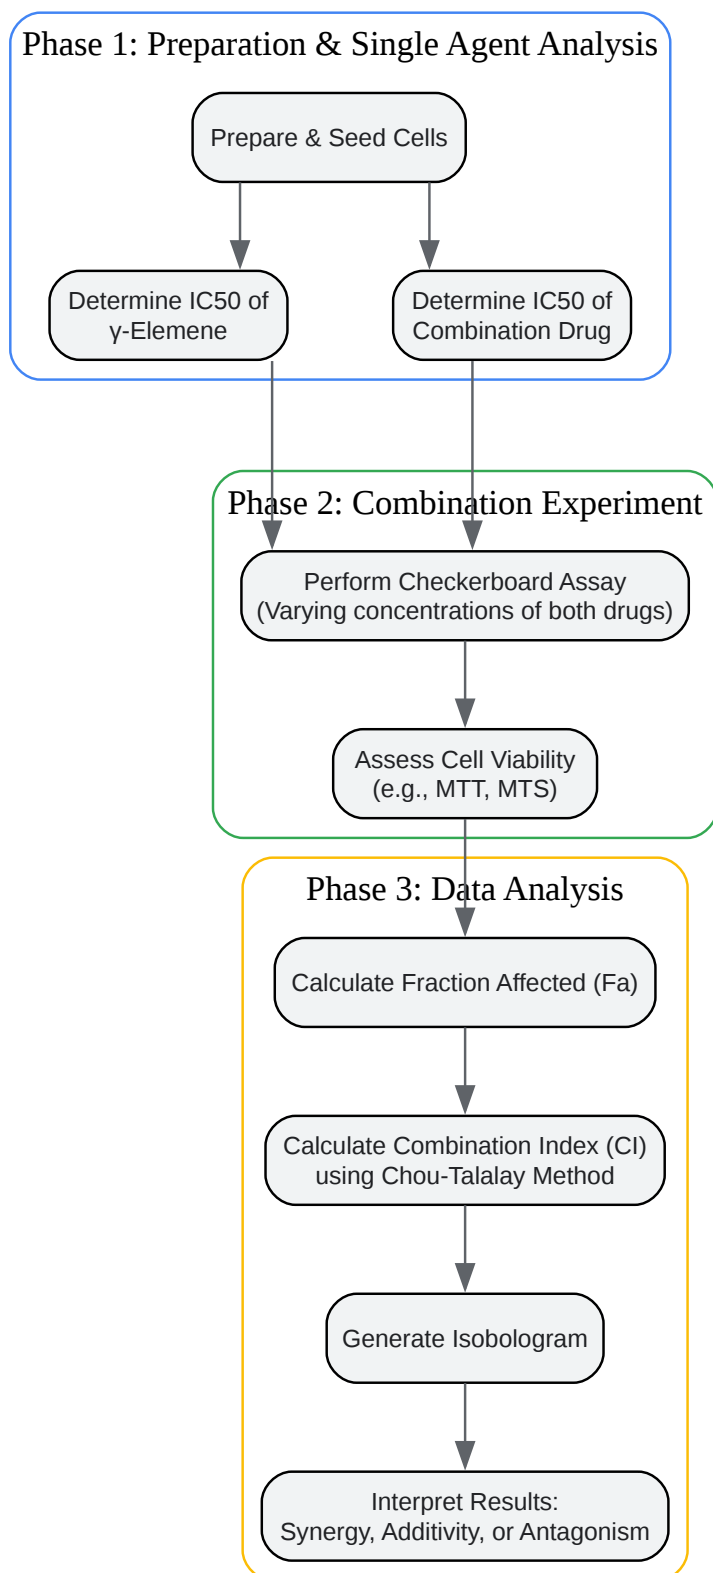 Phase 1: Preparation & Single Agent Analysis
Prepare & Seed Cells
Determine IC50 of
γ-Elemene
Determine IC50 of
Combination Drug
Phase 2: Combination Experiment
Perform Checkerboard Assay
(Varying concentrations of both drugs)
Assess Cell Viability
(e.g., MTT, MTS)
Phase 3: Data Analysis
Calculate Fraction Affected (Fa)
Calculate Combination Index (CI)
using Chou-Talalay Method
Generate Isobologram
Interpret Results:
Synergy, Additivity, or Antagonism